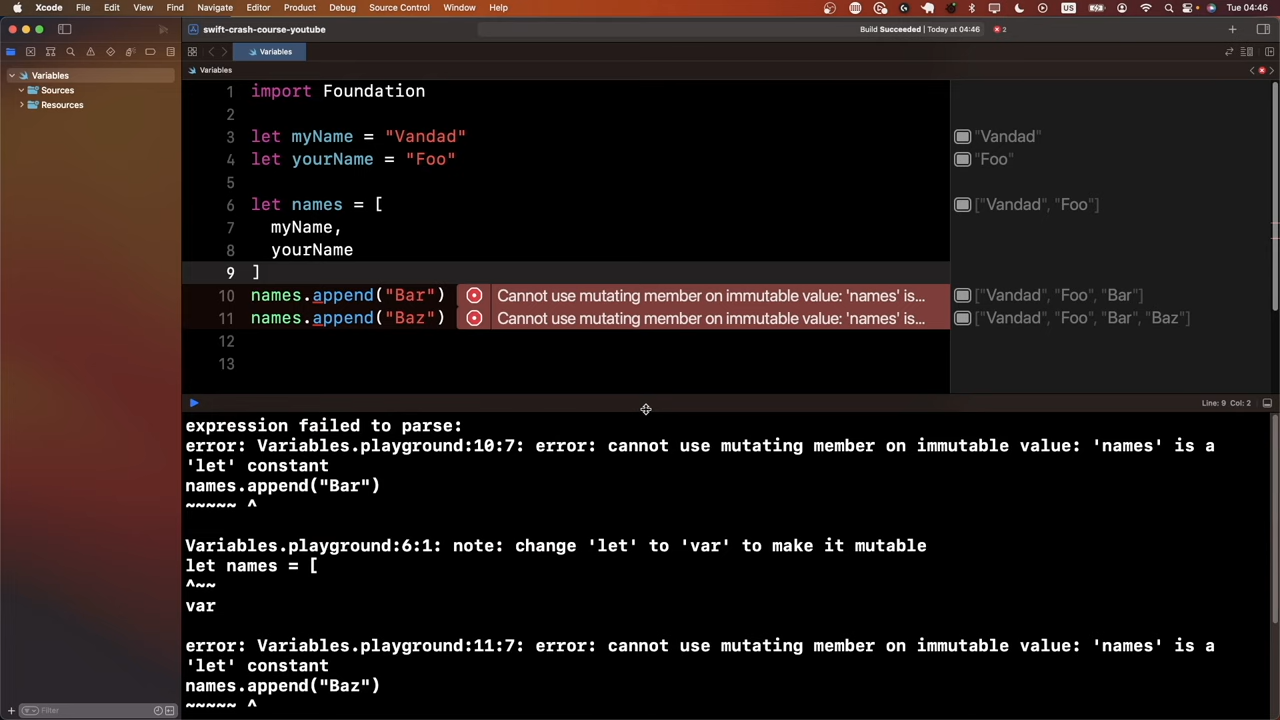 Xcode File Edit View Find Navigate Editor Product Debug Source Control Window Help US Tue 04:46
swift-crash-course-youtube Build Succeeded | Today at 04:46 2
Variables
Variables
Variables
Sources
Resources
1 import Foundation
2
3 let myName = "Vandad" "Vandad"
4 let yourName = "Foo" "Foo"
5
6 let names = [ ["Vandad", "Foo"]
7 myName,
8 yourName
9 ]
10 names.append("Bar") Cannot use mutating member on immutable value: 'names' is... ["Vandad", "Foo", "Bar"]
11 names.append("Baz") Cannot use mutating member on immutable value: 'names' is... ["Vandad", "Foo", "Bar", "Baz"]
12
13
Line: 9 Col: 2
expression failed to parse:
error: Variables.playground:10:7: error: cannot use mutating member on immutable value: 'names' is a
'let' constant
names.append("Bar")
~~~~~ ^
Variables.playground:6:1: note: change 'let' to 'var' to make it mutable
let names = [
^~~
var
error: Variables.playground:11:7: error: cannot use mutating member on immutable value: 'names' is a
'let' constant
names.append("Baz")
~~~~~ ^
Filter